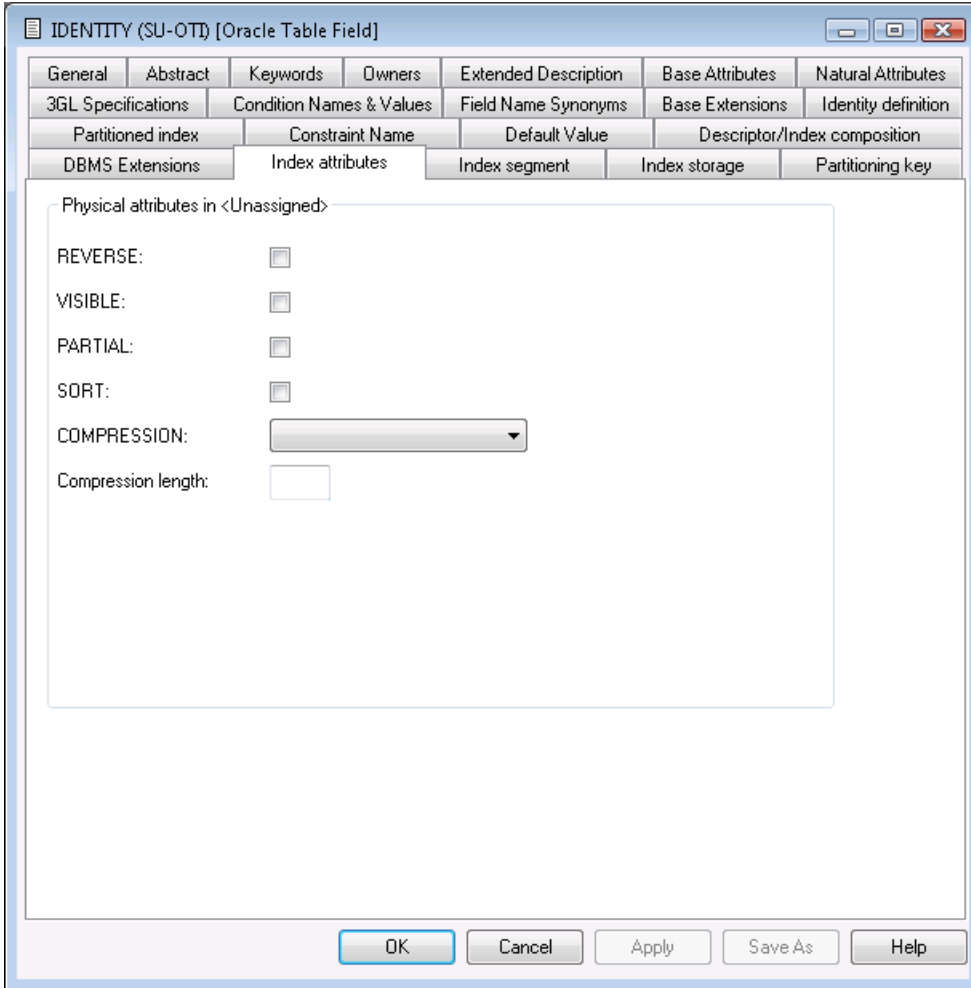 IDENTITY (SU-OTI) [Oracle Table Field]
General Abstract Keywords Owners Extended Description Base Attributes Natural Attributes
3GL Specifications Condition Names & Values Field Name Synonyms Base Extensions Identity definition
Partitioned index Constraint Name Default Value Descriptor/Index composition
DBMS Extensions Index attributes Index segment Index storage Partitioning key
Physical attributes in <Unassigned>
REVERSE:
VISIBLE:
PARTIAL:
SORT:
COMPRESSION:
Compression length:
OK Cancel Apply Save As Help